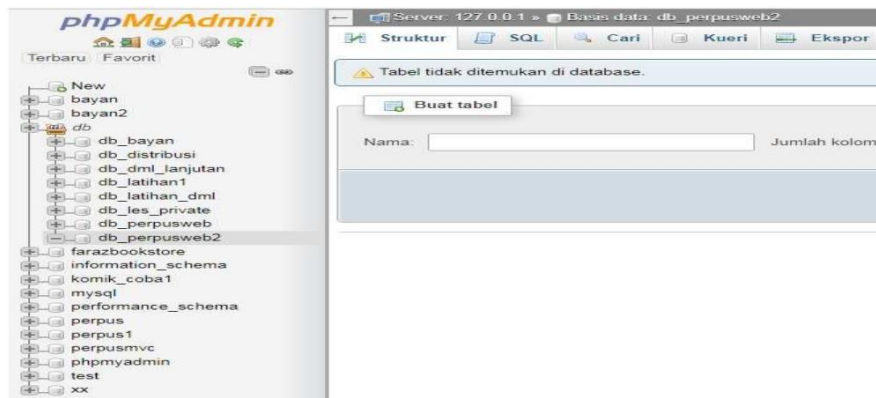 phpMyAdmin
Terbaru Favorit
New
bayan
bayan2
db
db_bayan
db_distribusi
db_dml_lanjutan
db_latihan1
db_latihan_dml
db_les_private
db_perpusweb
db_perpusweb2
farazbookstore
information_schema
komik_coba1
mysql
performance_schema
perpus
perpus1
perpusmvc
phpmyadmin
test
xx
Server: 127.0.0.1 » Basis data: db_perpusweb2
Struktur SQL Cari Kueri Ekspor
Tabel tidak ditemukan di database.
Buat tabel
Nama: Jumlah kolom